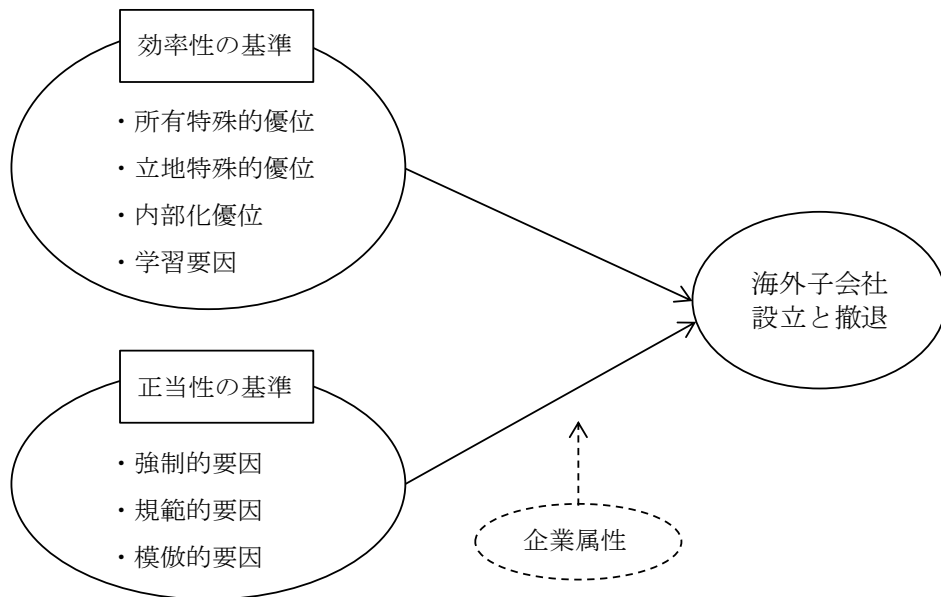 効率性の基準
・所有特殊的優位
・立地特殊的優位
・内部化優位
・学習要因
海外子会社
設立と撤退
正当性の基準
・強制的要因
・規範的要因
・模倣的要因
企業属性